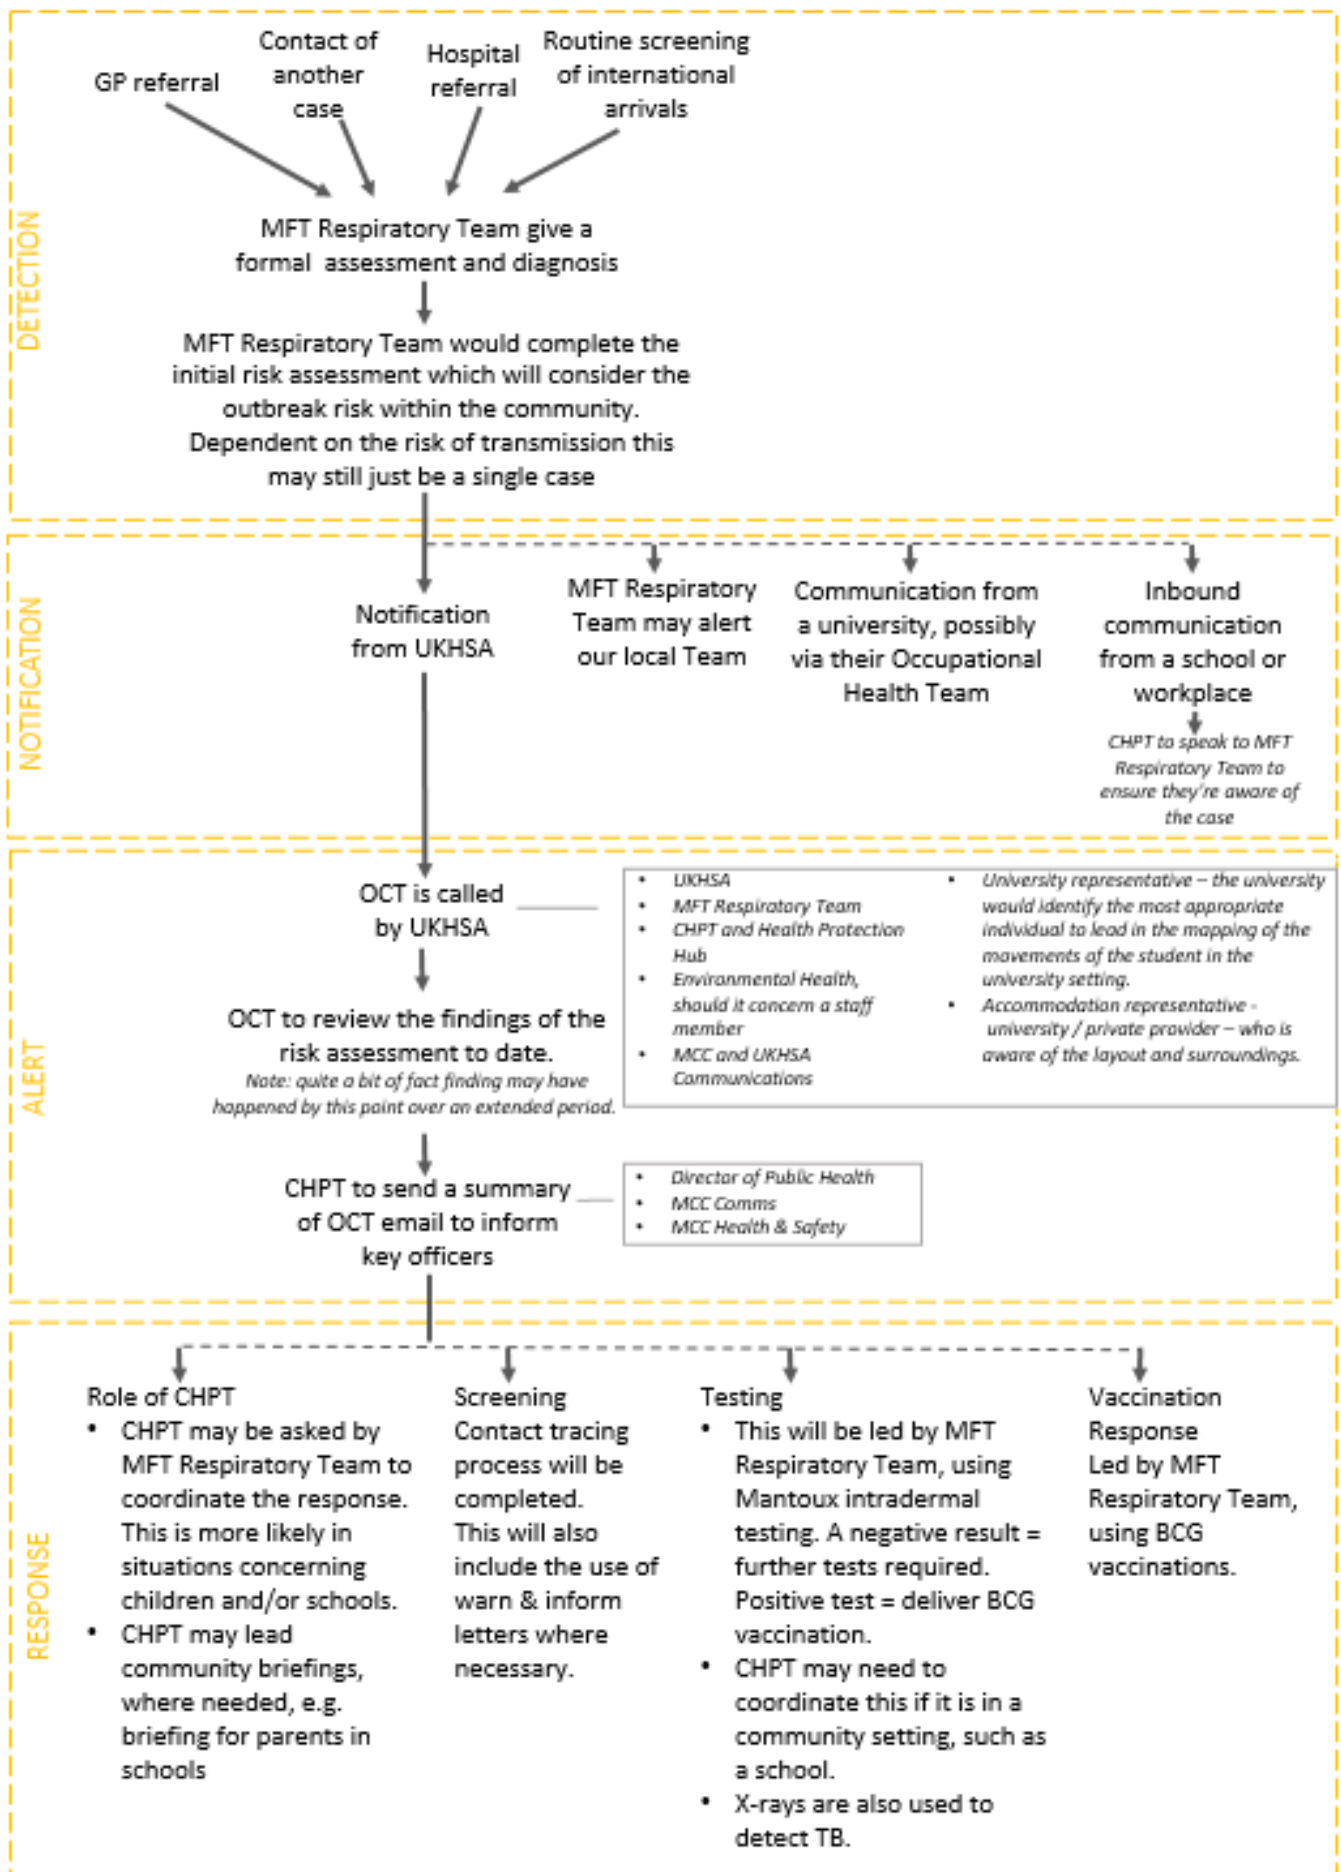 DETECTION
GP referral
Contact of
another
case
Hospital
referral
Routine screening
of international
arrivals
MFT Respiratory Team give a
formal assessment and diagnosis
MFT Respiratory Team would complete the
initial risk assessment which will consider the
outbreak risk within the community.
Dependent on the risk of transmission this
may still just be a single case
NOTIFICATION
Notification
from UKHSA
MFT Respiratory
Team may alert
our local Team
Communication from
a university, possibly
via their Occupational
Health Team
Inbound
communication
from a school or
workplace
CHPT to speak to MFT
Respiratory Team to
ensure they're aware of
the case
ALERT
OCT is called
by UKHSA
• UKHSA
• MFT Respiratory Team
• CHPT and Health Protection
Hub
• Environmental Health,
should it concern a staff
member
• MCC and UKHSA
Communications
• University representative – the university
would identify the most appropriate
individual to lead in the mapping of the
movements of the student in the
university setting.
• Accommodation representative -
university / private provider – who is
aware of the layout and surroundings.
OCT to review the findings of the
risk assessment to date.
Note: quite a bit of fact finding may have
happened by this point over an extended period.
CHPT to send a summary
of OCT email to inform
key officers
• Director of Public Health
• MCC Comms
• MCC Health & Safety
RESPONSE
Role of CHPT
• CHPT may be asked by
MFT Respiratory Team to
coordinate the response.
This is more likely in
situations concerning
children and/or schools.
• CHPT may lead
community briefings,
where needed, e.g.
briefing for parents in
schools
Screening
Contact tracing
process will be
completed.
This will also
include the use of
warn & inform
letters where
necessary.
Testing
• This will be led by MFT
Respiratory Team, using
Mantoux intradermal
testing. A negative result =
further tests required.
Positive test = deliver BCG
vaccination.
• CHPT may need to
coordinate this if it is in a
community setting, such as
a school.
• X-rays are also used to
detect TB.
Vaccination
Response
Led by MFT
Respiratory Team,
using BCG
vaccinations.